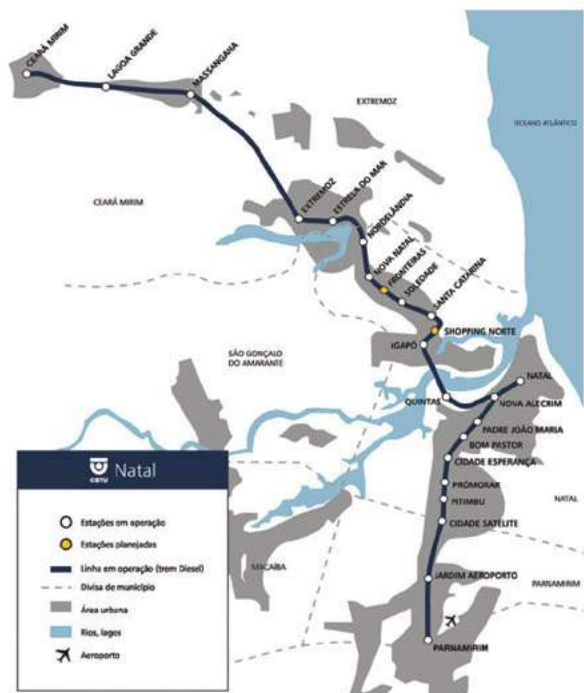 CEARÁ MIRIM
LAGOA GRANDE
MASSANGANA
EXTREMOZ
OCEANO ATLÂNTICO
CEARÁ MIRIM
EXTREMOZ
ESTRELA DO MAR
NORDELÂNDIA
NOVA NATAL
FRONTEIRAS
SOLEDADE
SANTA CATARINA
SHOPPING NORTE
IGAPÓ
SÃO GONÇALO
DO AMARANTE
NATAL
QUINTAS
NOVA ALECRIM
PADRE JOÃO MARIA
BOM PASTOR
CIDADE ESPERANÇA
PROMORAR
PITIMBU
NATAL
CIDADE SATÉLITE
MACAÍBA
JARDIM AEROPORTO
PARNAMIRIM
PARNAMIRIM
CBTU
Natal
Estações em operação
Estações planejadas
Linha em operação (trem Diesel)
Divisa de município
Área urbana
Rios, lagos
Aeroporto